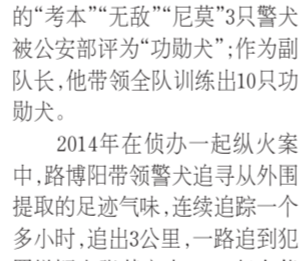 的“考本”“无敌”“尼莫”3只警犬
被公安部评为“功勋犬”;作为副
队长,他带领全队训练出10只功
勋犬。
2014年在侦办一起纵火案
中,路博阳带领警犬追寻从外围
提取的足迹气味,连续追踪一个
多小时,追出3公里,一路追到犯